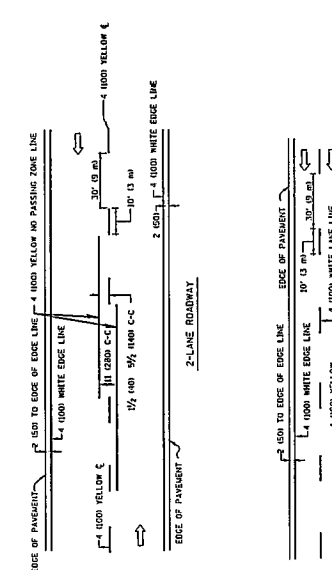 EDGE OF PAVEMENT
2 (50) TO EDGE OF EDGE LINE
4 (100) WHITE EDGE LINE
4 (100) YELLOW NO PASSING ZONE LINE
4 (100) YELLOW ℄
11 (280) C-C
1½ (40)
5½ (140) C-C
30' (9 m)
10' (3 m)
4 (100) YELLOW ℄
2 (50)
4 (100) WHITE EDGE LINE
EDGE OF PAVEMENT
2-LANE ROADWAY
EDGE OF PAVEMENT
2 (50) TO EDGE OF EDGE LINE
4 (100) WHITE EDGE LINE
10' (3 m)
30' (9 m)
4 (100) WHITE LANE LINE